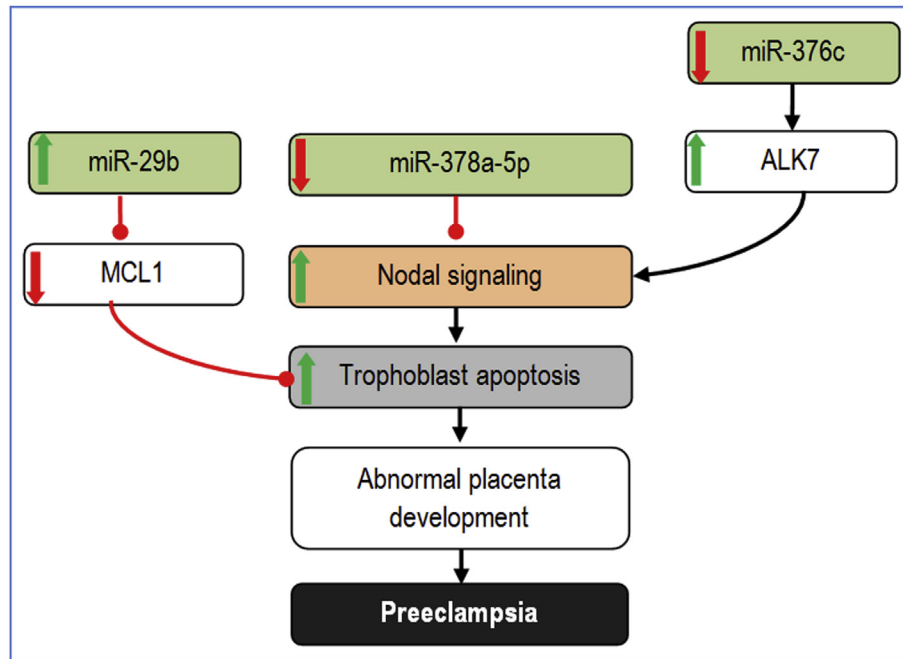 miR-376c
miR-29b
miR-378a-5p
ALK7
MCL1
Nodal signaling
Trophoblast apoptosis
Abnormal placenta
development
Preeclampsia